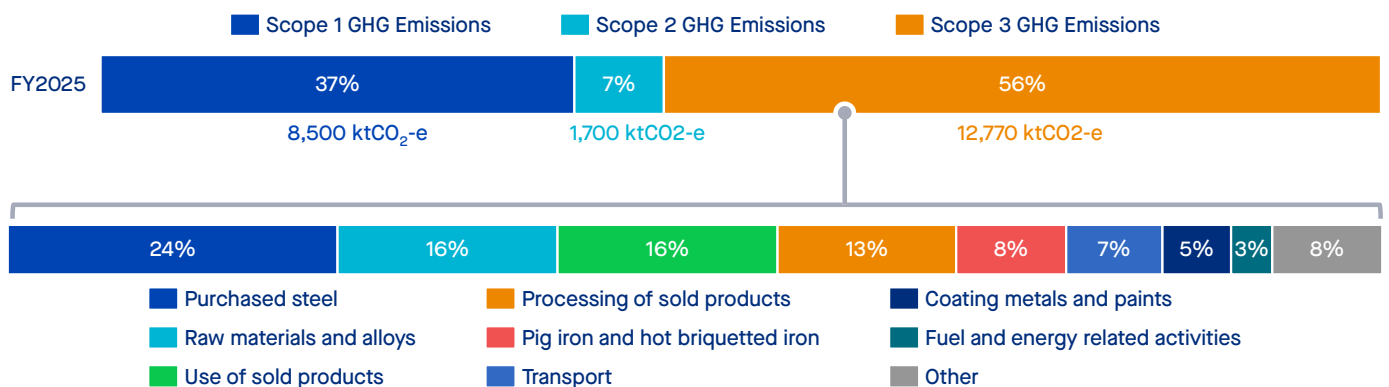 Scope 1 GHG Emissions Scope 2 GHG Emissions Scope 3 GHG Emissions
FY2025 37% 7% 56%
8,500 ktCO₂-e 1,700 ktCO2-e 12,770 ktCO2-e
24% 16% 16% 13% 8% 7% 5% 3% 8%
Purchased steel Processing of sold products Coating metals and paints
Raw materials and alloys Pig iron and hot briquetted iron Fuel and energy related activities
Use of sold products Transport Other